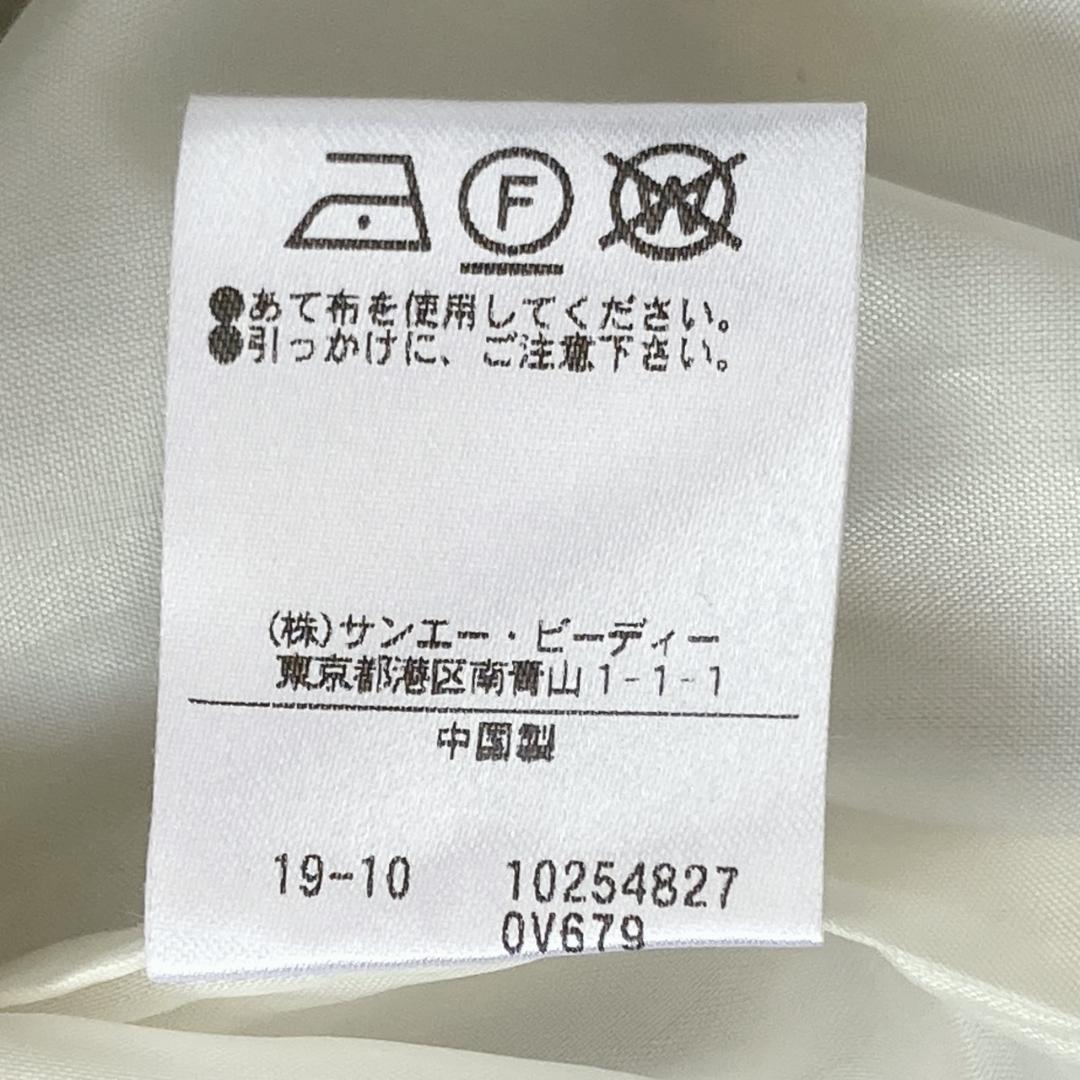 F W
●あて布を使用してください。
●引っかけに、ご注意下さい。
(株)サンエー・ビーディー
東京都港区南青山1-1-1
中国製
19-10 10254827
0V679